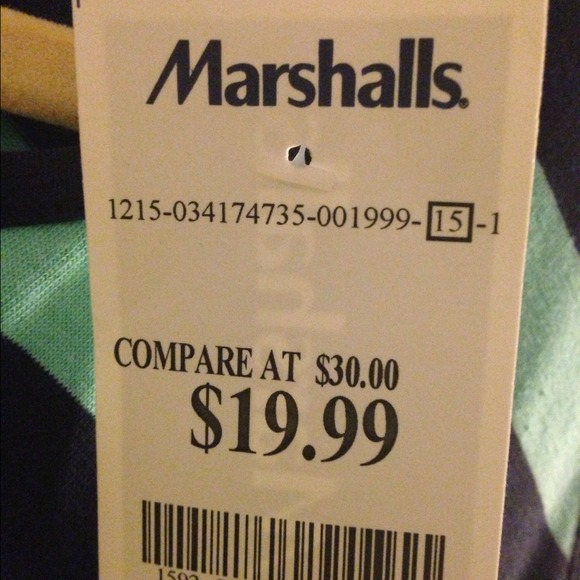 Marshalls.
1215-034174735-001999-15-1
COMPARE AT $30.00
$19.99